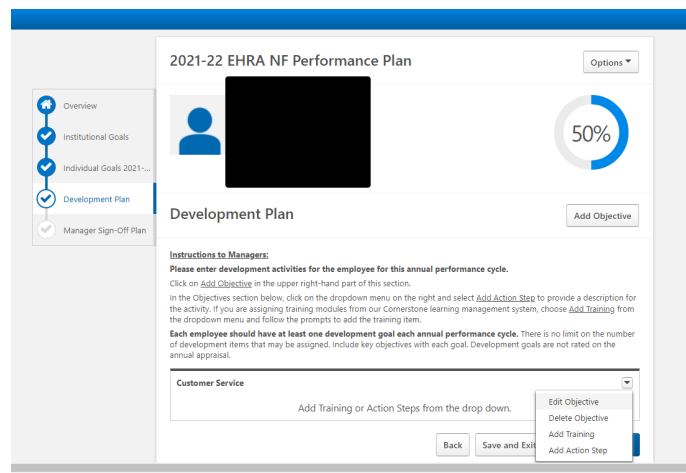 2021-22 EHRA NF Performance Plan
Options
Overview
Institutional Goals
Individual Goals 2021-...
Development Plan
Manager Sign-Off Plan
50%
Development Plan
Add Objective
Instructions to Managers:
Please enter development activities for the employee for this annual performance cycle.
Click on Add Objective in the upper right-hand part of this section.
In the Objectives section below, click on the dropdown menu on the right and select Add Action Step to provide a description for
the activity. If you are assigning training modules from our Cornerstone learning management system, choose Add Training from
the dropdown menu and follow the prompts to add the training item.
Each employee should have at least one development goal each annual performance cycle. There is no limit on the number
of development items that may be assigned. Include key objectives with each goal. Development goals are not rated on the
annual appraisal.
Customer Service
Add Training or Action Steps from the drop down.
Edit Objective
Delete Objective
Add Training
Add Action Step
Back
Save and Exit